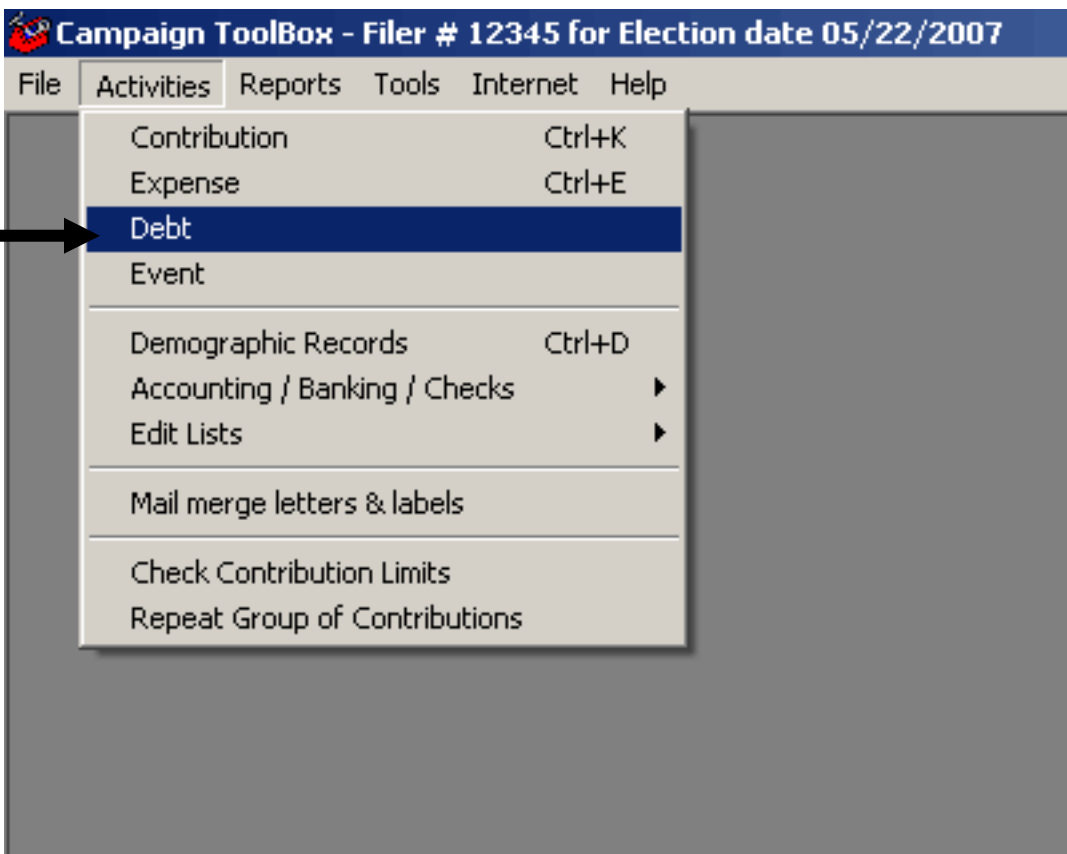 Campaign ToolBox - Filer # 12345 for Election date 05/22/2007
File Activities Reports Tools Internet Help
Contribution Ctrl+K
Expense Ctrl+E
Debt
Event
Demographic Records Ctrl+D
Accounting / Banking / Checks
Edit Lists
Mail merge letters & labels
Check Contribution Limits
Repeat Group of Contributions